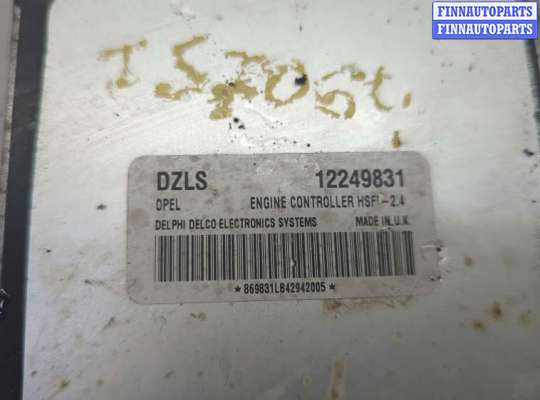 FINNAUTOPARTS
FINNAUTOPARTS
DZLS 12249831
OPEL ENGINE CONTROLLER HSFI-2.4
DELPHI DELCO ELECTRONICS SYSTEMS MADE IN U.K.
*869831LB42942005*